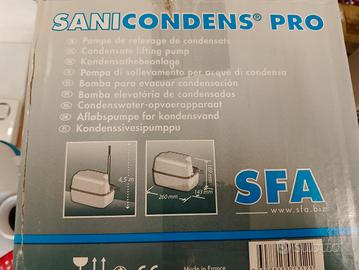 SANICONDENS® PRO
Pompe de relevage de condensats
Condensate lifting pump
Kondensathebeanlage
Pompa di sollevamento per acque di condensa
Bomba para evacuar condensación
Bomba elevatória de condensados
Condenswater-opvoerapparaat
Afløbspumpe for kondensvand
Kondenssivesipumppu
4,5 m
260 mm
143 mm
SFA
www.sfa.biz
Made in France